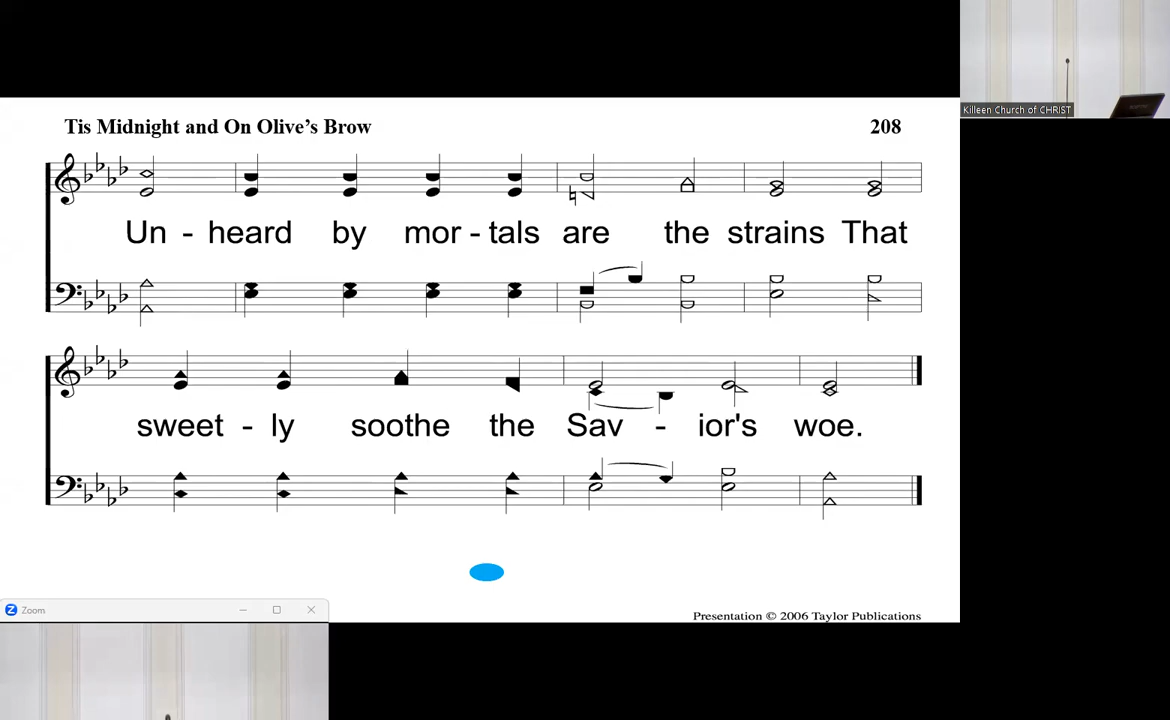 Killeen Church of CHRIST
Tis Midnight and On Olive's Brow 208
Un - heard by mor - tals are the strains That
sweet - ly soothe the Sav - ior's woe.
Zoom
Presentation © 2006 Taylor Publications